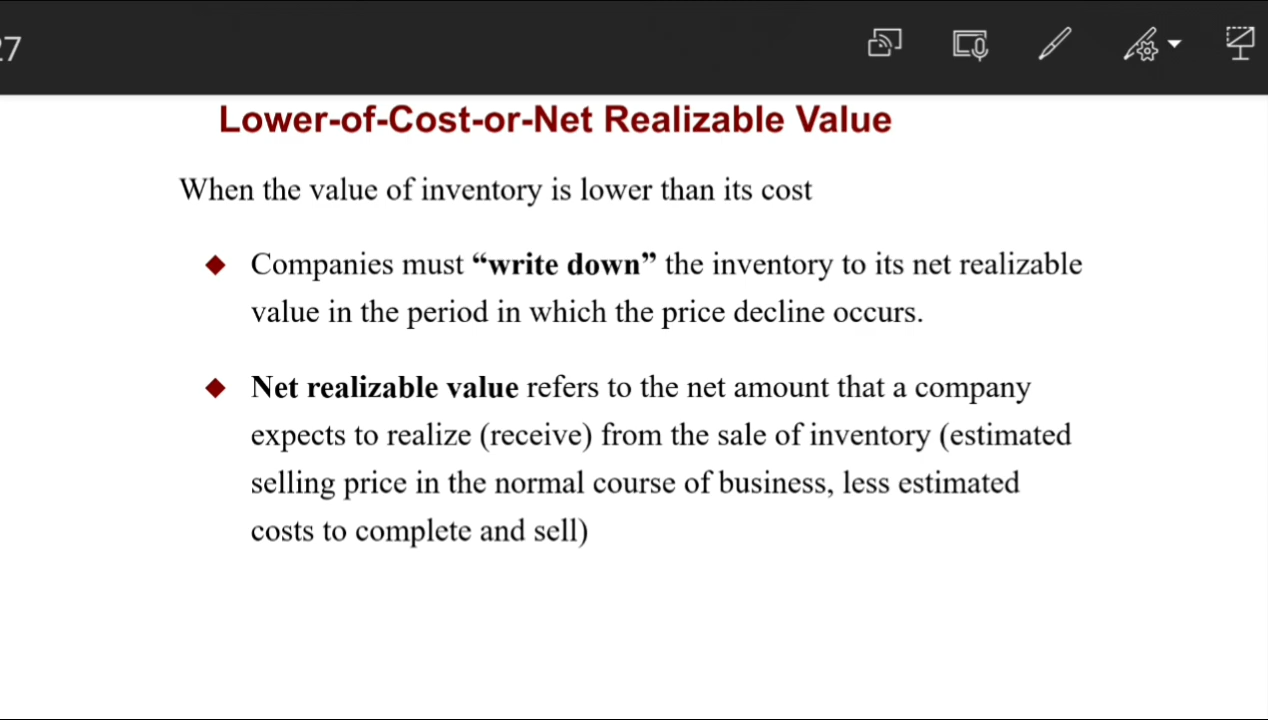 27
Lower-of-Cost-or-Net Realizable Value
When the value of inventory is lower than its cost
Companies must “write down” the inventory to its net realizable
value in the period in which the price decline occurs.
Net realizable value refers to the net amount that a company
expects to realize (receive) from the sale of inventory (estimated
selling price in the normal course of business, less estimated
costs to complete and sell)